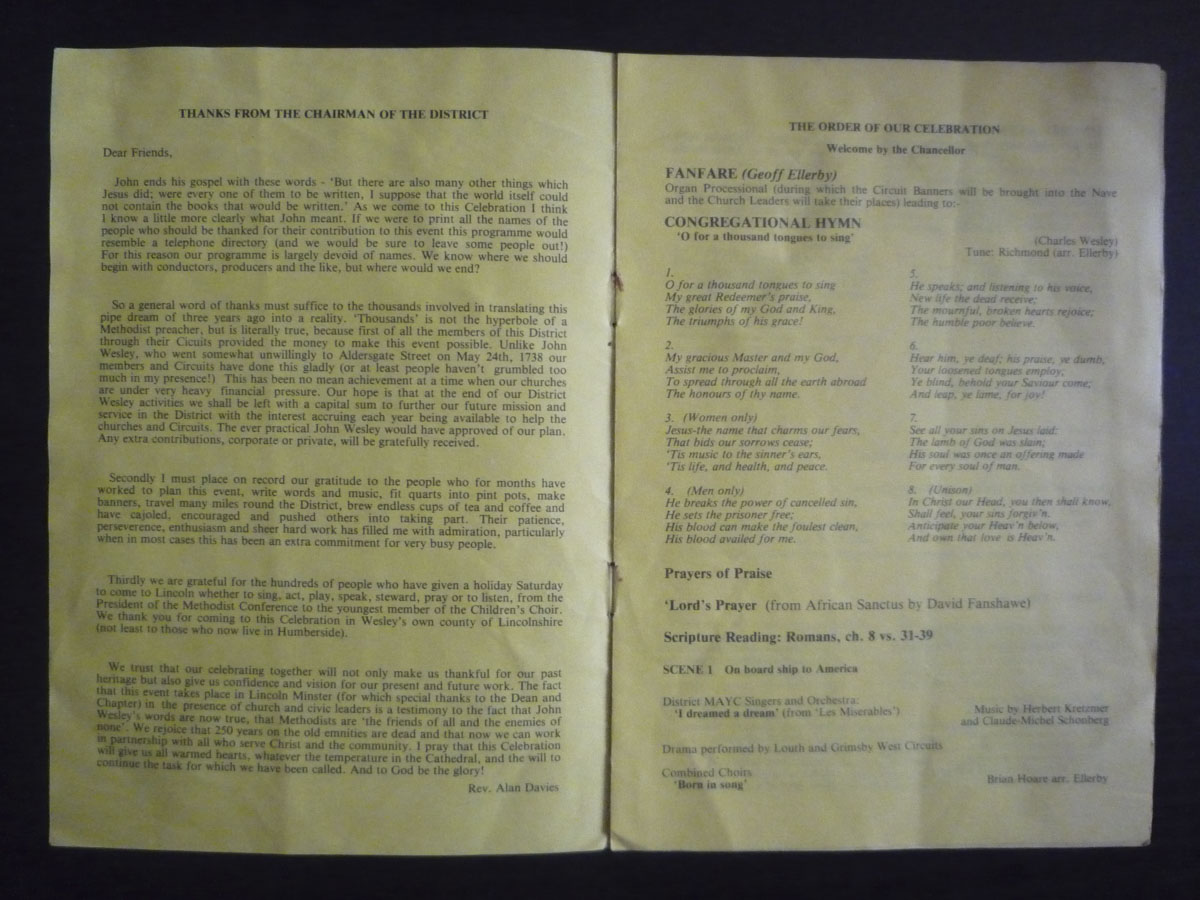 THANKS FROM THE CHAIRMAN OF THE DISTRICT
Dear Friends,
John ends his gospel with these words - 'But there are also many other things which
Jesus did; were every one of them to be written, I suppose that the world itself could
not contain the books that would be written.' As we come to this Celebration I think
I know a little more clearly what John meant. If we were to print all the names of the
people who should be thanked for their contribution to this event this programme would
resemble a telephone directory (and we would be sure to leave some people out!)
For this reason our programme is largely devoid of names. We know where we should
begin with conductors, producers and the like, but where would we end?
So a general word of thanks must suffice to the thousands involved in translating this
pipe dream of three years ago into a reality. 'Thousands' is not the hyperbole of a
Methodist preacher, but is literally true, because first of all the members of this District
through their Cicuits provided the money to make this event possible. Unlike John
Wesley, who went somewhat unwillingly to Aldersgate Street on May 24th, 1738 our
members and Circuits have done this gladly (or at least people haven't grumbled too
much in my presence!) This has been no mean achievement at a time when our churches
are under very heavy financial pressure. Our hope is that at the end of our District
Wesley activities we shall be left with a capital sum to further our future mission and
service in the District with the interest accruing each year being available to help the
churches and Circuits. The ever practical John Wesley would have approved of our plan.
Any extra contributions, corporate or private, will be gratefully received.
Secondly I must place on record our gratitude to the people who for months have
worked to plan this event, write words and music, fit quarts into pint pots, make
banners, travel many miles round the District, brew endless cups of tea and coffee and
have cajoled, encouraged and pushed others into taking part. Their patience,
perseverance, enthusiasm and sheer hard work has filled me with admiration, particularly
when in most cases this has been an extra commitment for very busy people.
Thirdly we are grateful for the hundreds of people who have given a holiday Saturday
to come to Lincoln whether to sing, act, play, speak, steward, pray or to listen, from the
President of the Methodist Conference to the youngest member of the Children's Choir.
We thank you for coming to this Celebration in Wesley's own county of Lincolnshire
(not least to those who now live in Humberside).
We trust that our celebrating together will not only make us thankful for our past
heritage but also give us confidence and vision for our present and future work. The fact
that this event takes place in Lincoln Minster (for which special thanks to the Dean and
Chapter) in the presence of church and civic leaders is a testimony to the fact that John
Wesley's words are now true, that Methodists are 'the friends of all and the enemies of
none'. We rejoice that 250 years on the old emnities are dead and that now we can work
in partnership with all who serve Christ and the community. I pray that this Celebration
will give us all warmed hearts, whatever the temperature in the Cathedral, and the will to
continue the task for which we have been called. And to God be the glory!
Rev. Alan Davies
THE ORDER OF OUR CELEBRATION
Welcome by the Chancellor
FANFARE (Geoff Ellerby)
Organ Processional (during which the Circuit Banners will be brought into the Nave
and the Church Leaders will take their places) leading to:-
CONGREGATIONAL HYMN
'O for a thousand tongues to sing'
(Charles Wesley)
Tune: Richmond (arr. Ellerby)
1.
O for a thousand tongues to sing
My great Redeemer's praise,
The glories of my God and King,
The triumphs of his grace!
2.
My gracious Master and my God,
Assist me to proclaim,
To spread through all the earth abroad
The honours of thy name.
3. (Women only)
Jesus-the name that charms our fears,
That bids our sorrows cease;
'Tis music to the sinner's ears,
'Tis life, and health, and peace.
4. (Men only)
He breaks the power of cancelled sin,
He sets the prisoner free;
His blood can make the foulest clean,
His blood availed for me.
5.
He speaks; and listening to his voice,
New life the dead receive;
The mournful, broken hearts rejoice;
The humble poor believe.
6.
Hear him, ye deaf; his praise, ye dumb,
Your loosened tongues employ;
Ye blind, behold your Saviour come;
And leap, ye lame, for joy!
7.
See all your sins on Jesus laid:
The lamb of God was slain;
His soul was once an offering made
For every soul of man.
8. (Unison)
In Christ our Head, you then shall know,
Shall feel, your sins forgiv'n.
Anticipate your Heav'n below,
And own that love is Heav'n.
Prayers of Praise
'Lord's Prayer (from African Sanctus by David Fanshawe)
Scripture Reading: Romans, ch. 8 vs. 31-39
SCENE 1 On board ship to America
District MAYC Singers and Orchestra:
'I dreamed a dream' (from 'Les Miserables')
Music by Herbert Kretzmer
and Claude-Michel Schonberg
Drama performed by Louth and Grimsby West Circuits
Combined Choirs
'Born in song'
Brian Hoare arr. Ellerby